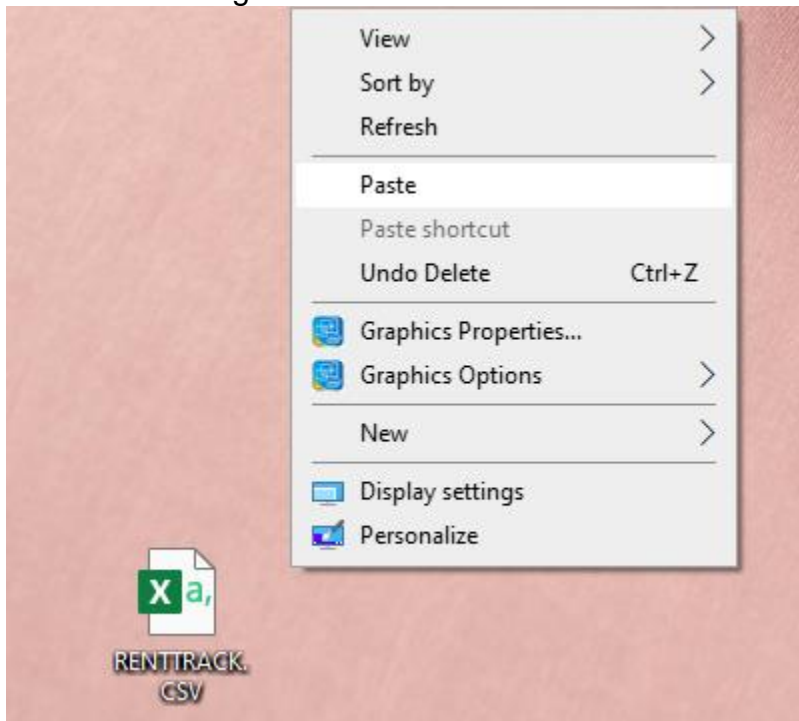 View
Sort by
Refresh
Paste
Paste shortcut
Undo Delete Ctrl+Z
Graphics Properties...
Graphics Options
New
Display settings
Personalize
X a,
RENTTRACK.
CSV